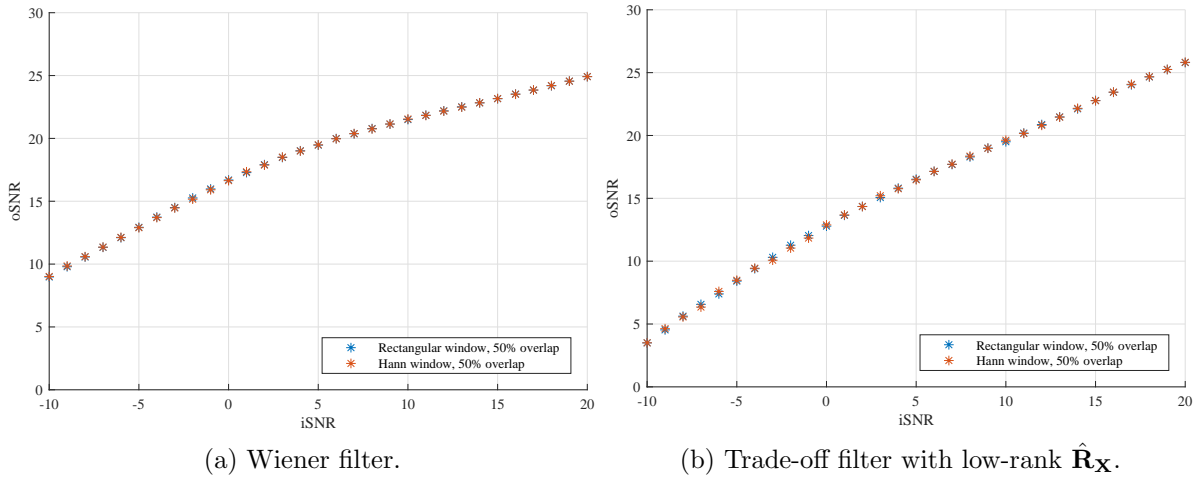 25
20
15
10
5
0
oSNR
-10 -5 0 5 10 15 20
iSNR
Rectangular window, 50% overlap
Hann window, 50% overlap
(a) Wiener filter.
30
25
20
15
10
5
0
oSNR
-10 -5 0 5 10 15 20
iSNR
Rectangular window, 50% overlap
Hann window, 50% overlap
(b) Trade-off filter with low-rank R̂_X.